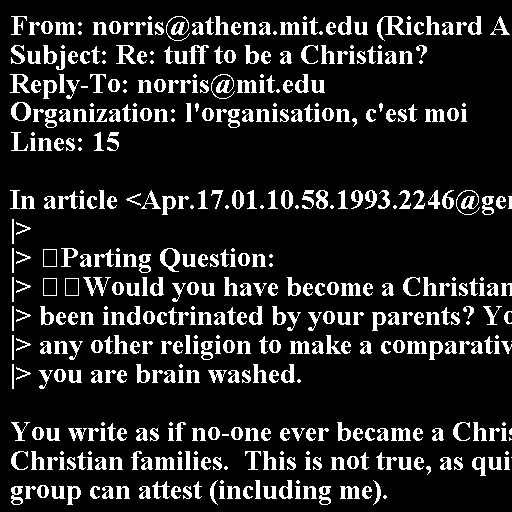 From: norris@athena.mit.edu (Richard A
Subject: Re: tuff to be a Christian?
Reply-To: norris@mit.edu
Organization: l'organisation, c'est moi
Lines: 15

In article <Apr.17.01.10.58.1993.2246@ge
|>
|> Parting Question:
|> Would you have become a Christian
|> been indoctrinated by your parents? Yo
|> any other religion to make a comparativ
|> you are brain washed.

You write as if no-one ever became a Chris
Christian families.  This is not true, as qui
group can attest (including me).